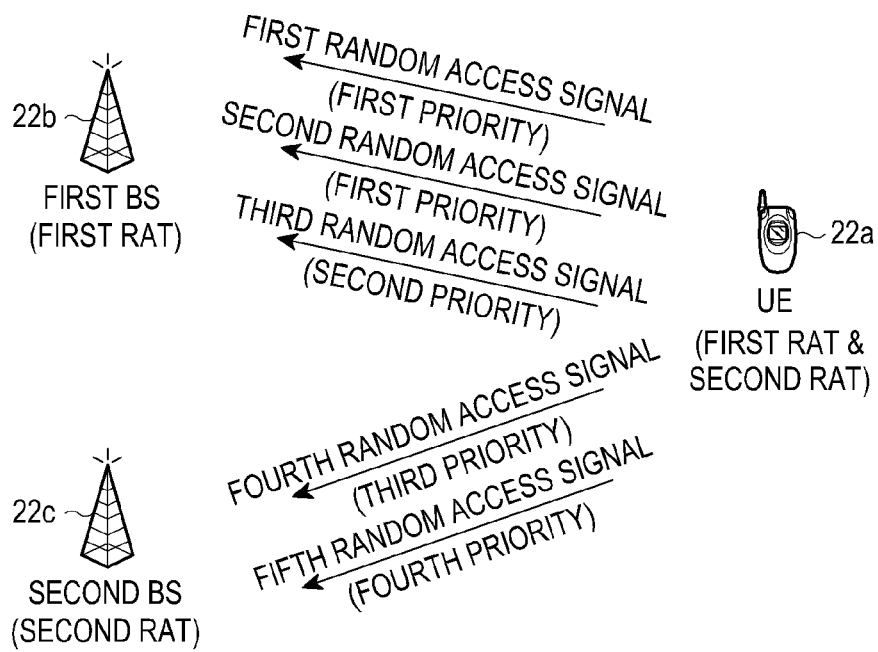 FIRST RANDOM ACCESS SIGNAL
(FIRST PRIORITY)
SECOND RANDOM ACCESS SIGNAL
(FIRST PRIORITY)
THIRD RANDOM ACCESS SIGNAL
(SECOND PRIORITY)
22b
FIRST BS
(FIRST RAT)
22a
UE
(FIRST RAT &
SECOND RAT)
FOURTH RANDOM ACCESS SIGNAL
(THIRD PRIORITY)
FIFTH RANDOM ACCESS SIGNAL
(FOURTH PRIORITY)
22c
SECOND BS
(SECOND RAT)